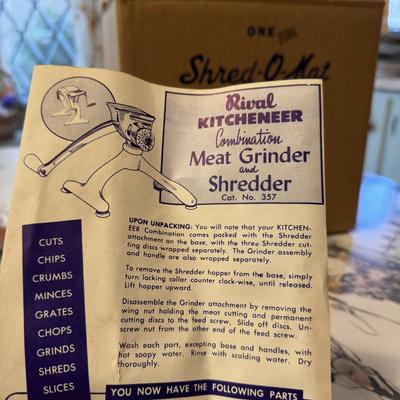 ONE
Shred-O-Mat
Rival
KITCHENEER
Combination
Meat Grinder
and
Shredder
Cat. No. 357
CUTS
CHIPS
CRUMBS
MINCES
GRATES
CHOPS
GRINDS
SHREDS
SLICES
UPON UNPACKING: You will note that your KITCHEN-
EER Combination comes packed with the Shredder
attachment on the base, with the three Shredder cut-
ting discs wrapped separately. The Grinder assembly
and handle are also wrapped separately.
To remove the Shredder hopper from the base, simply
turn locking collar counter clock-wise, until released.
Lift hopper upward.
Disassemble the Grinder attachment by removing the
wing nut holding the meat cutting and permanent
cutting discs to the feed screw. Slide off discs. Un-
screw nut from the other end of the feed screw.
Wash each part, excepting base and handles, with
hot soapy water. Rinse with scalding water. Dry
thoroughly.
YOU NOW HAVE THE FOLLOWING PARTS